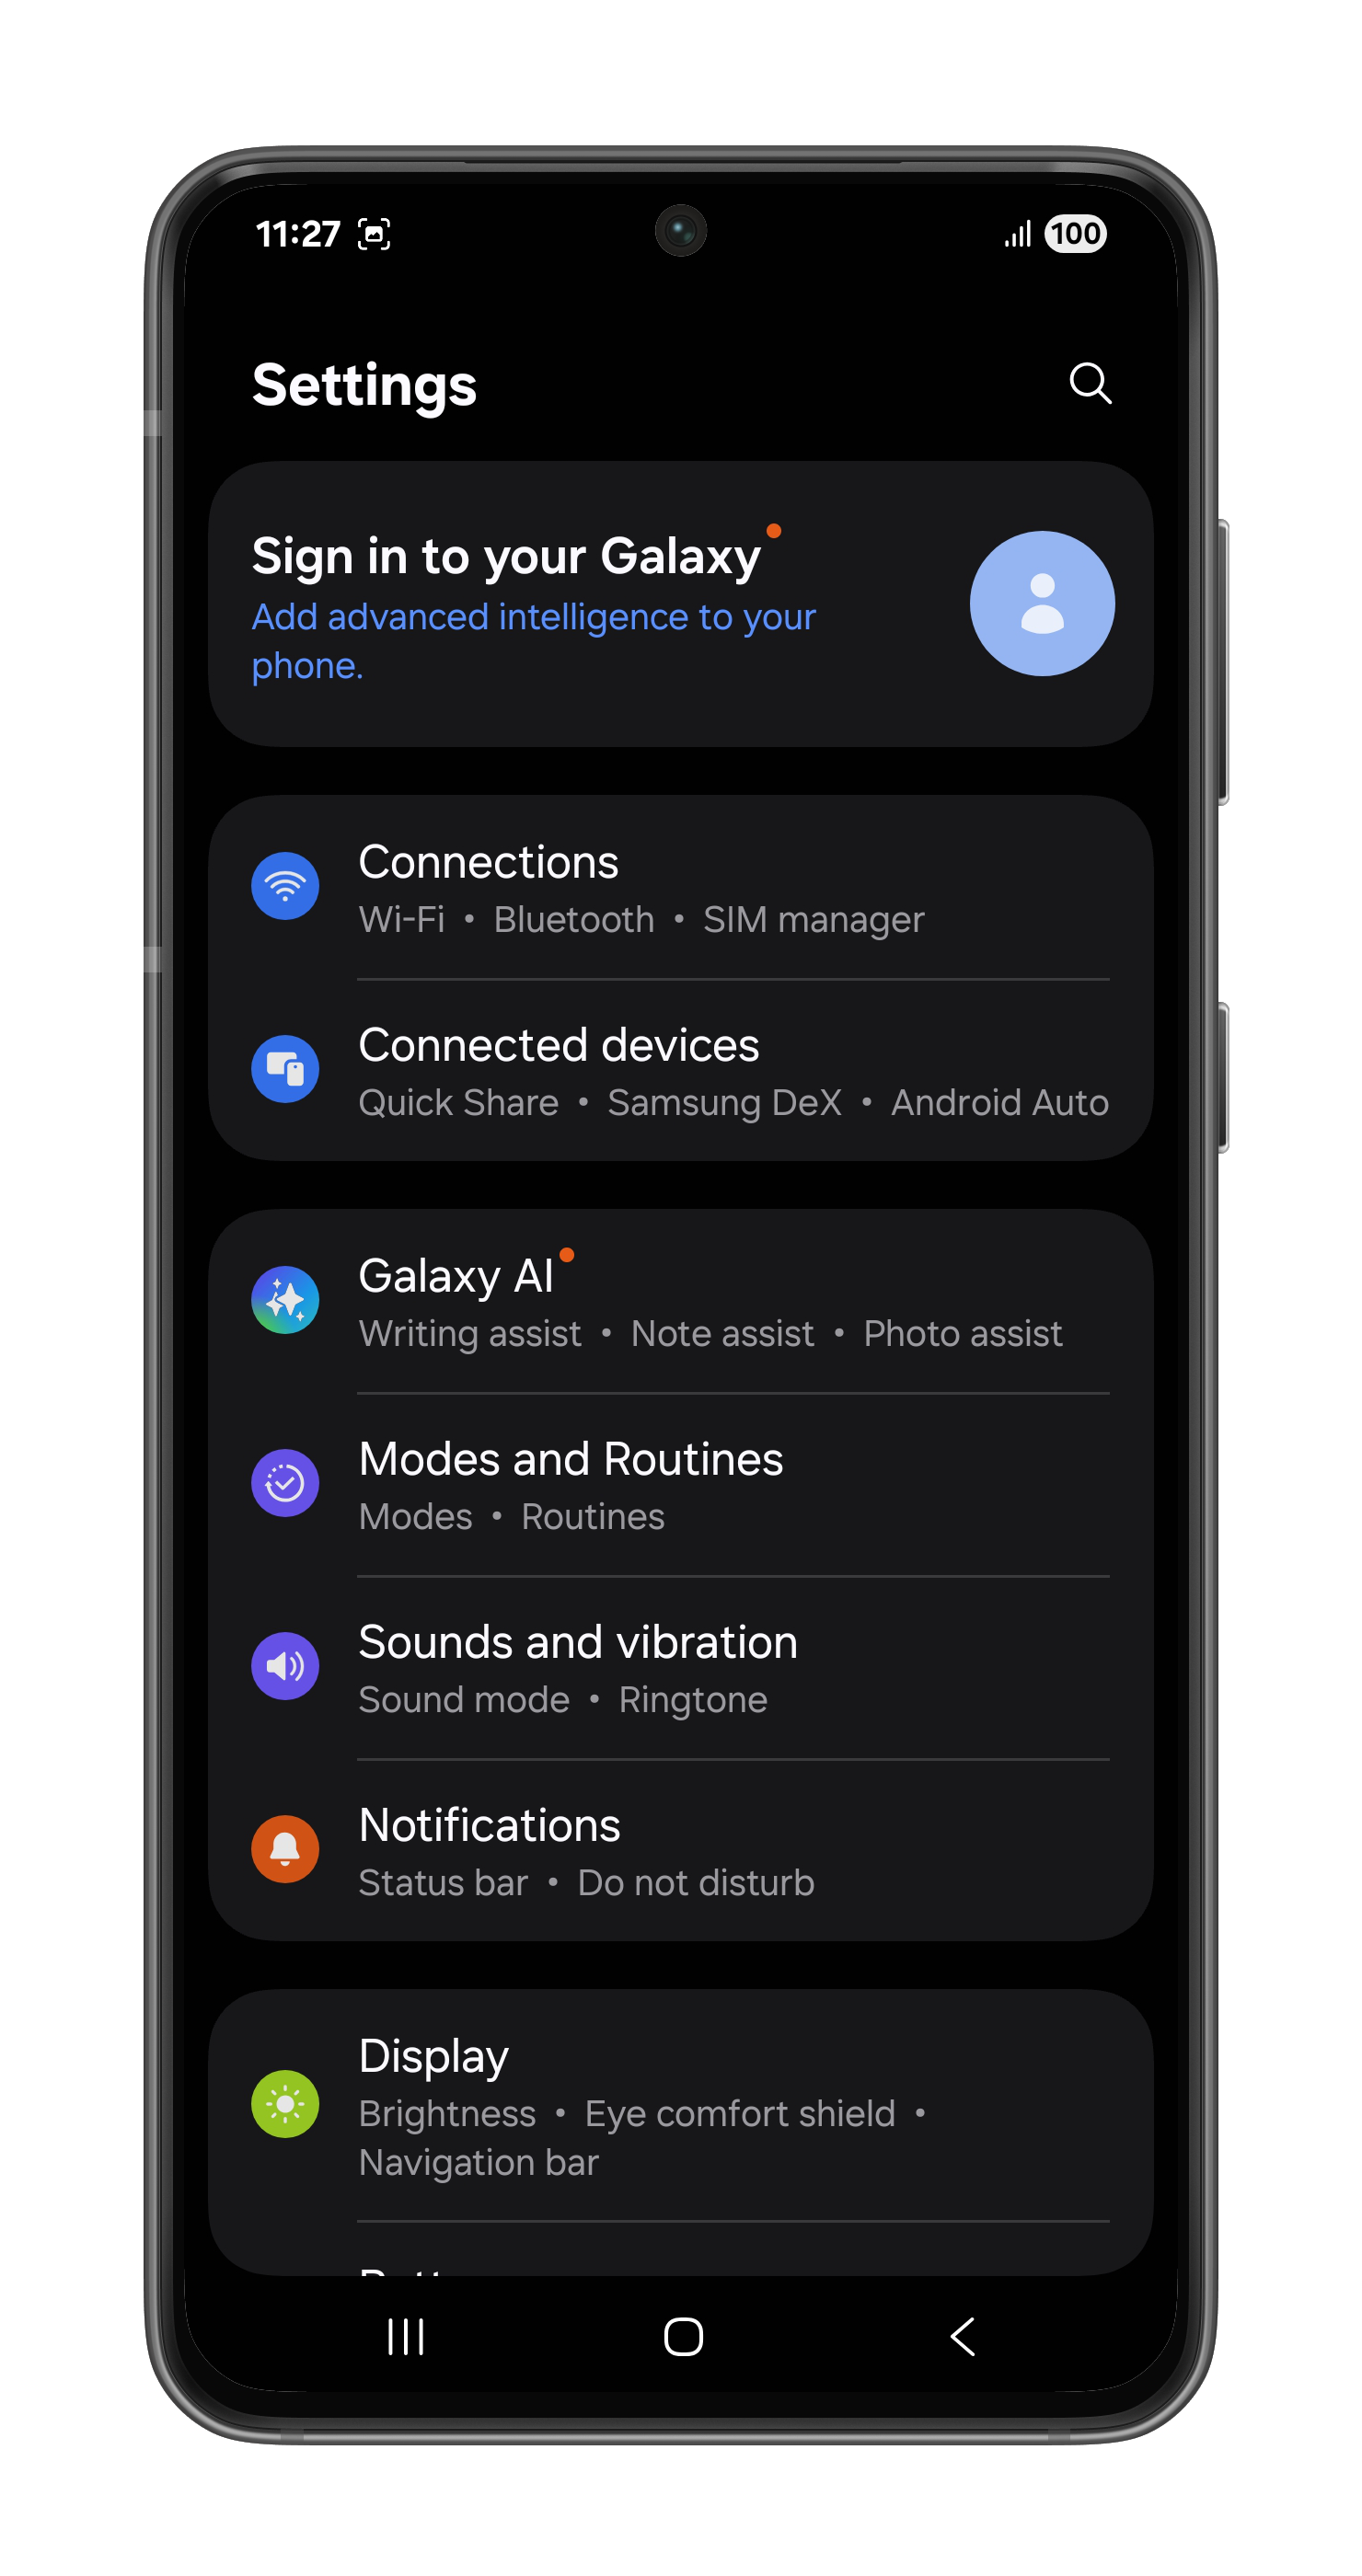 11:27
100
Settings
Sign in to your Galaxy
Add advanced intelligence to your
phone.
Connections
Wi-Fi • Bluetooth • SIM manager
Connected devices
Quick Share • Samsung DeX • Android Auto
Galaxy AI
Writing assist • Note assist • Photo assist
Modes and Routines
Modes • Routines
Sounds and vibration
Sound mode • Ringtone
Notifications
Status bar • Do not disturb
Display
Brightness • Eye comfort shield •
Navigation bar